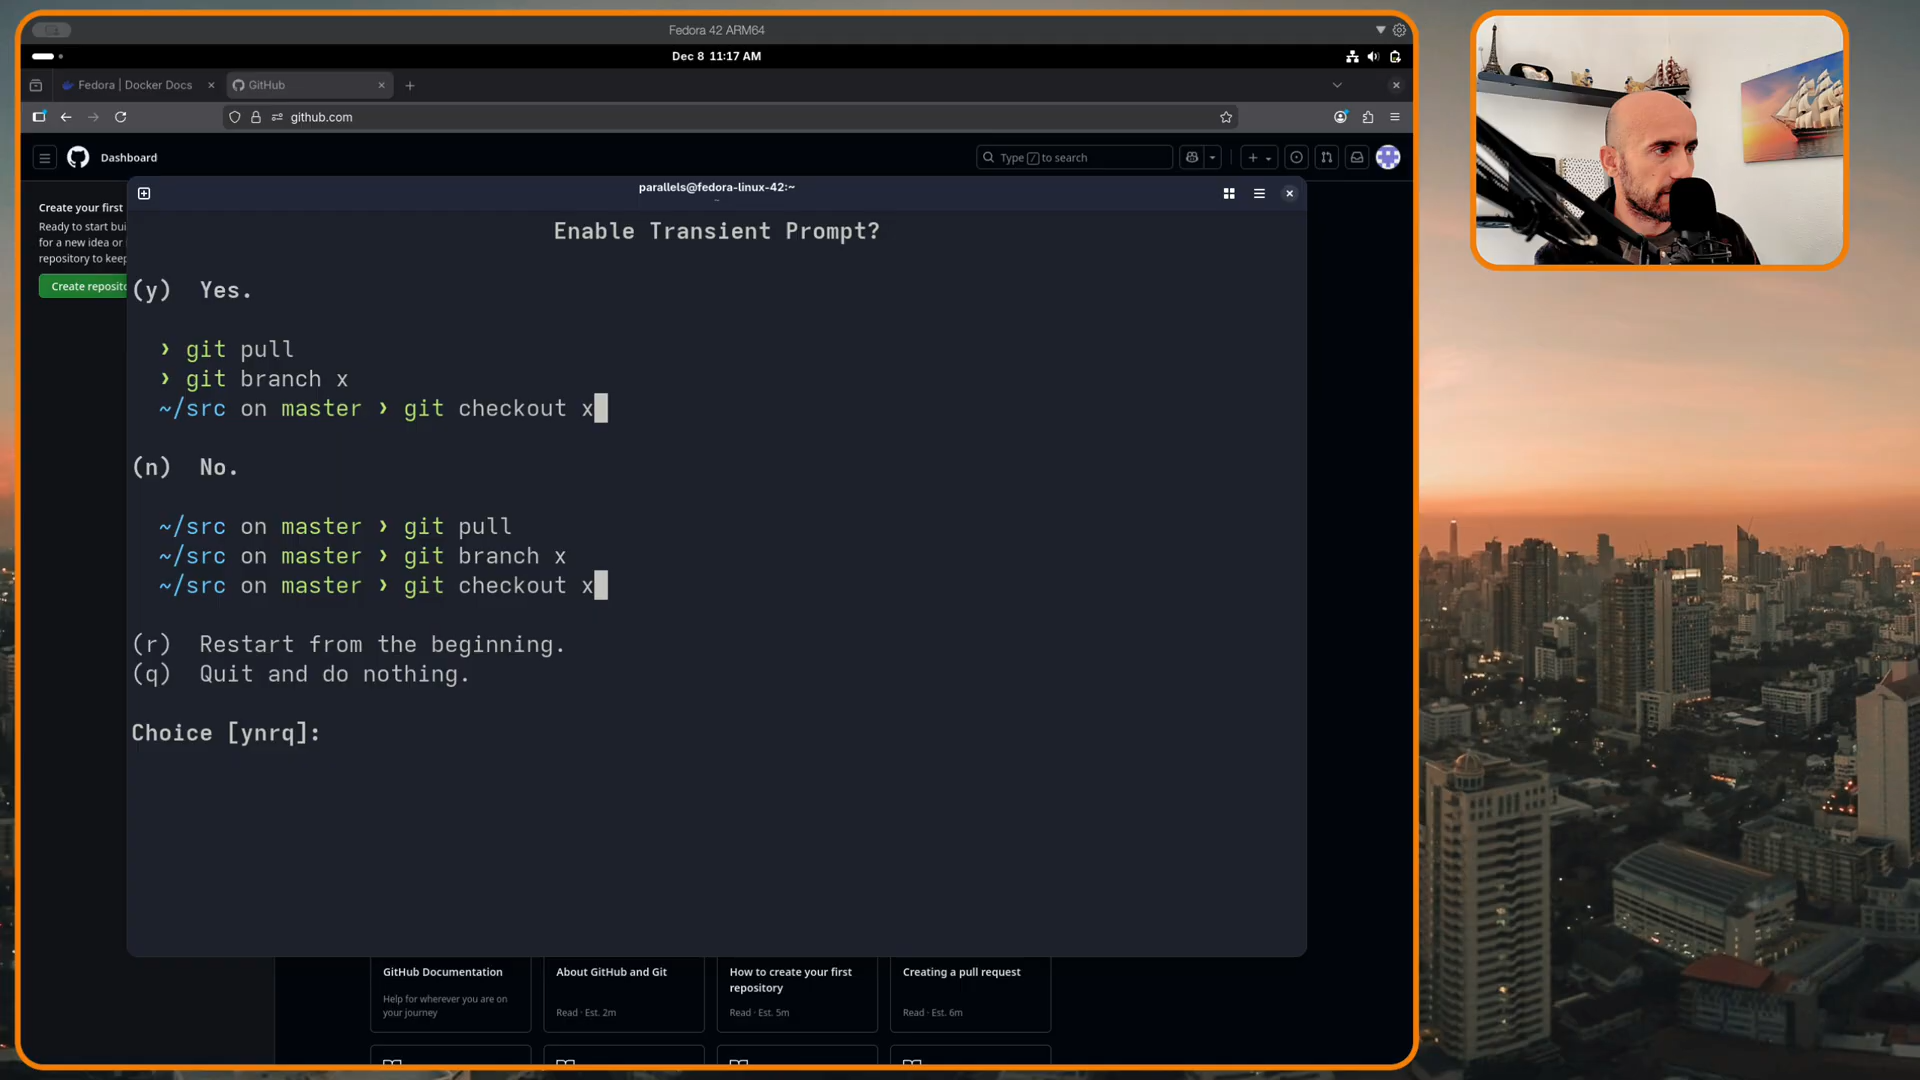 Fedora 42 ARM64
Dec 8 11:17 AM
Fedora | Docker Docs
GitHub
github.com
Dashboard
Type / to search
parallels@fedora-linux-42:~
~
Create your first
Ready to start bui
for a new idea or
repository to keep
Create reposito
Enable Transient Prompt?
(y) Yes.
› git pull
› git branch x
~/src on master › git checkout x
(n) No.
~/src on master › git pull
~/src on master › git branch x
~/src on master › git checkout x
(r) Restart from the beginning.
(q) Quit and do nothing.
Choice [ynrq]:
GitHub Documentation
Help for wherever you are on
your journey
About GitHub and Git
Read · Est. 2m
How to create your first
repository
Read · Est. 5m
Creating a pull request
Read · Est. 6m